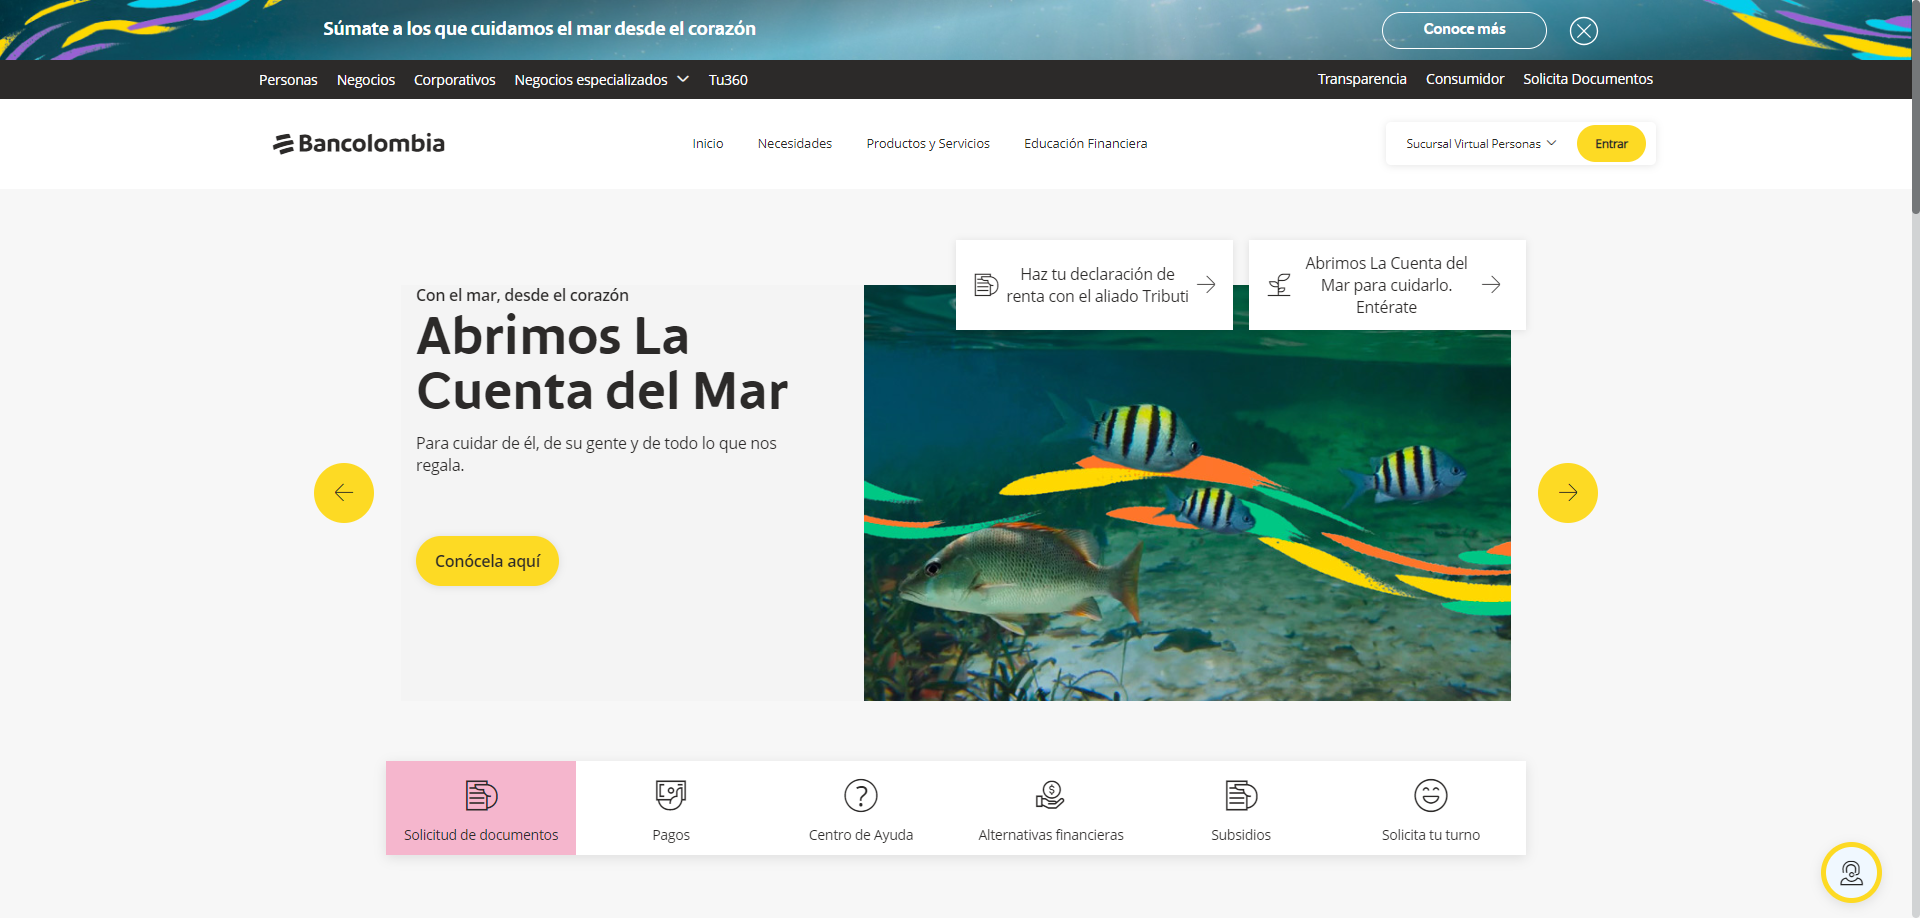 Súmate a los que cuidamos el mar desde el corazón
Conoce más
Personas Negocios Corporativos Negocios especializados Tu360
Transparencia Consumidor Solicita Documentos
Bancolombia
Inicio Necesidades Productos y Servicios Educación Financiera
Sucursal Virtual Personas
Entrar
Haz tu declaración de
renta con el aliado Tributi
Abrimos La Cuenta del
Mar para cuidarlo.
Entérate
Con el mar, desde el corazón
Abrimos La
Cuenta del Mar
Para cuidar de él, de su gente y de todo lo que nos
regala.
Conócela aquí
Solicitud de documentos
Pagos
Centro de Ayuda
Alternativas financieras
Subsidios
Solicita tu turno